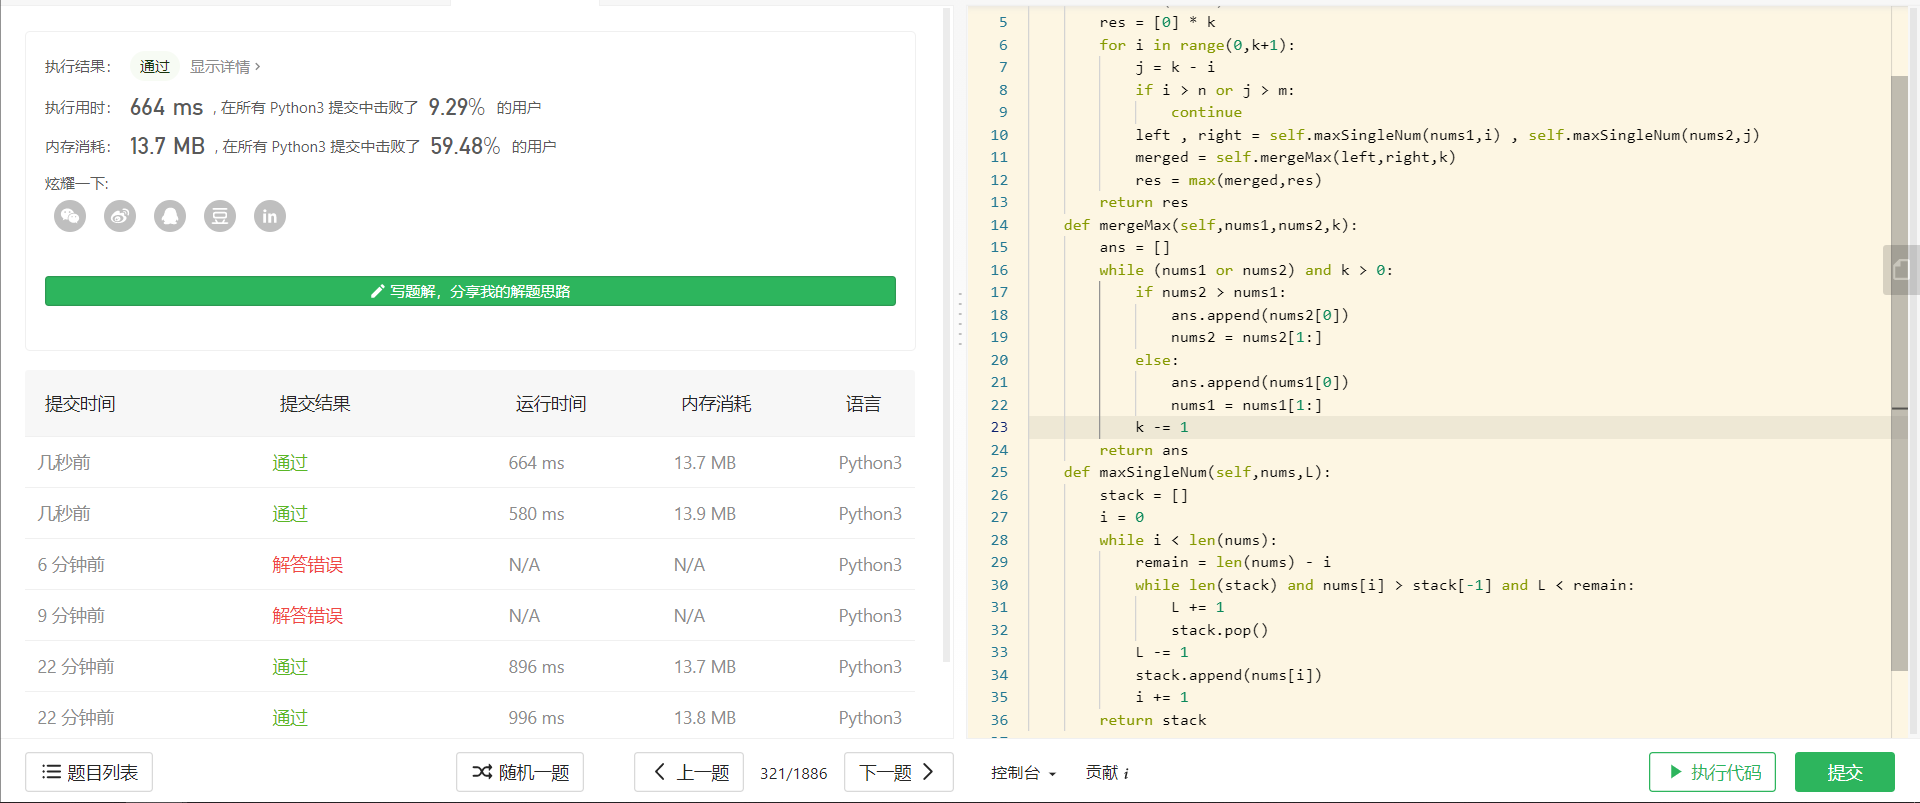 执行结果： 通过 显示详情 ›
执行用时： 664 ms , 在所有 Python3 提交中击败了 9.29% 的用户
内存消耗： 13.7 MB , 在所有 Python3 提交中击败了 59.48% 的用户
炫耀一下:
豆 in
写题解，分享我的解题思路
提交时间 提交结果 运行时间 内存消耗 语言
几秒前 通过 664 ms 13.7 MB Python3
几秒前 通过 580 ms 13.9 MB Python3
6 分钟前 解答错误 N/A N/A Python3
9 分钟前 解答错误 N/A N/A Python3
22 分钟前 通过 896 ms 13.7 MB Python3
22 分钟前 通过 996 ms 13.8 MB Python3
题目列表 随机一题 上一题 321/1886 下一题
5 res = [0] * k
6 for i in range(0,k+1):
7 j = k - i
8 if i > n or j > m:
9 continue
10 left , right = self.maxSingleNum(nums1,i) , self.maxSingleNum(nums2,j)
11 merged = self.mergeMax(left,right,k)
12 res = max(merged,res)
13 return res
14 def mergeMax(self,nums1,nums2,k):
15 ans = []
16 while (nums1 or nums2) and k > 0:
17 if nums2 > nums1:
18 ans.append(nums2[0])
19 nums2 = nums2[1:]
20 else:
21 ans.append(nums1[0])
22 nums1 = nums1[1:]
23 k -= 1
24 return ans
25 def maxSingleNum(self,nums,L):
26 stack = []
27 i = 0
28 while i < len(nums):
29 remain = len(nums) - i
30 while len(stack) and nums[i] > stack[-1] and L < remain:
31 L += 1
32 stack.pop()
33 L -= 1
34 stack.append(nums[i])
35 i += 1
36 return stack
控制台 贡献 i 执行代码 提交